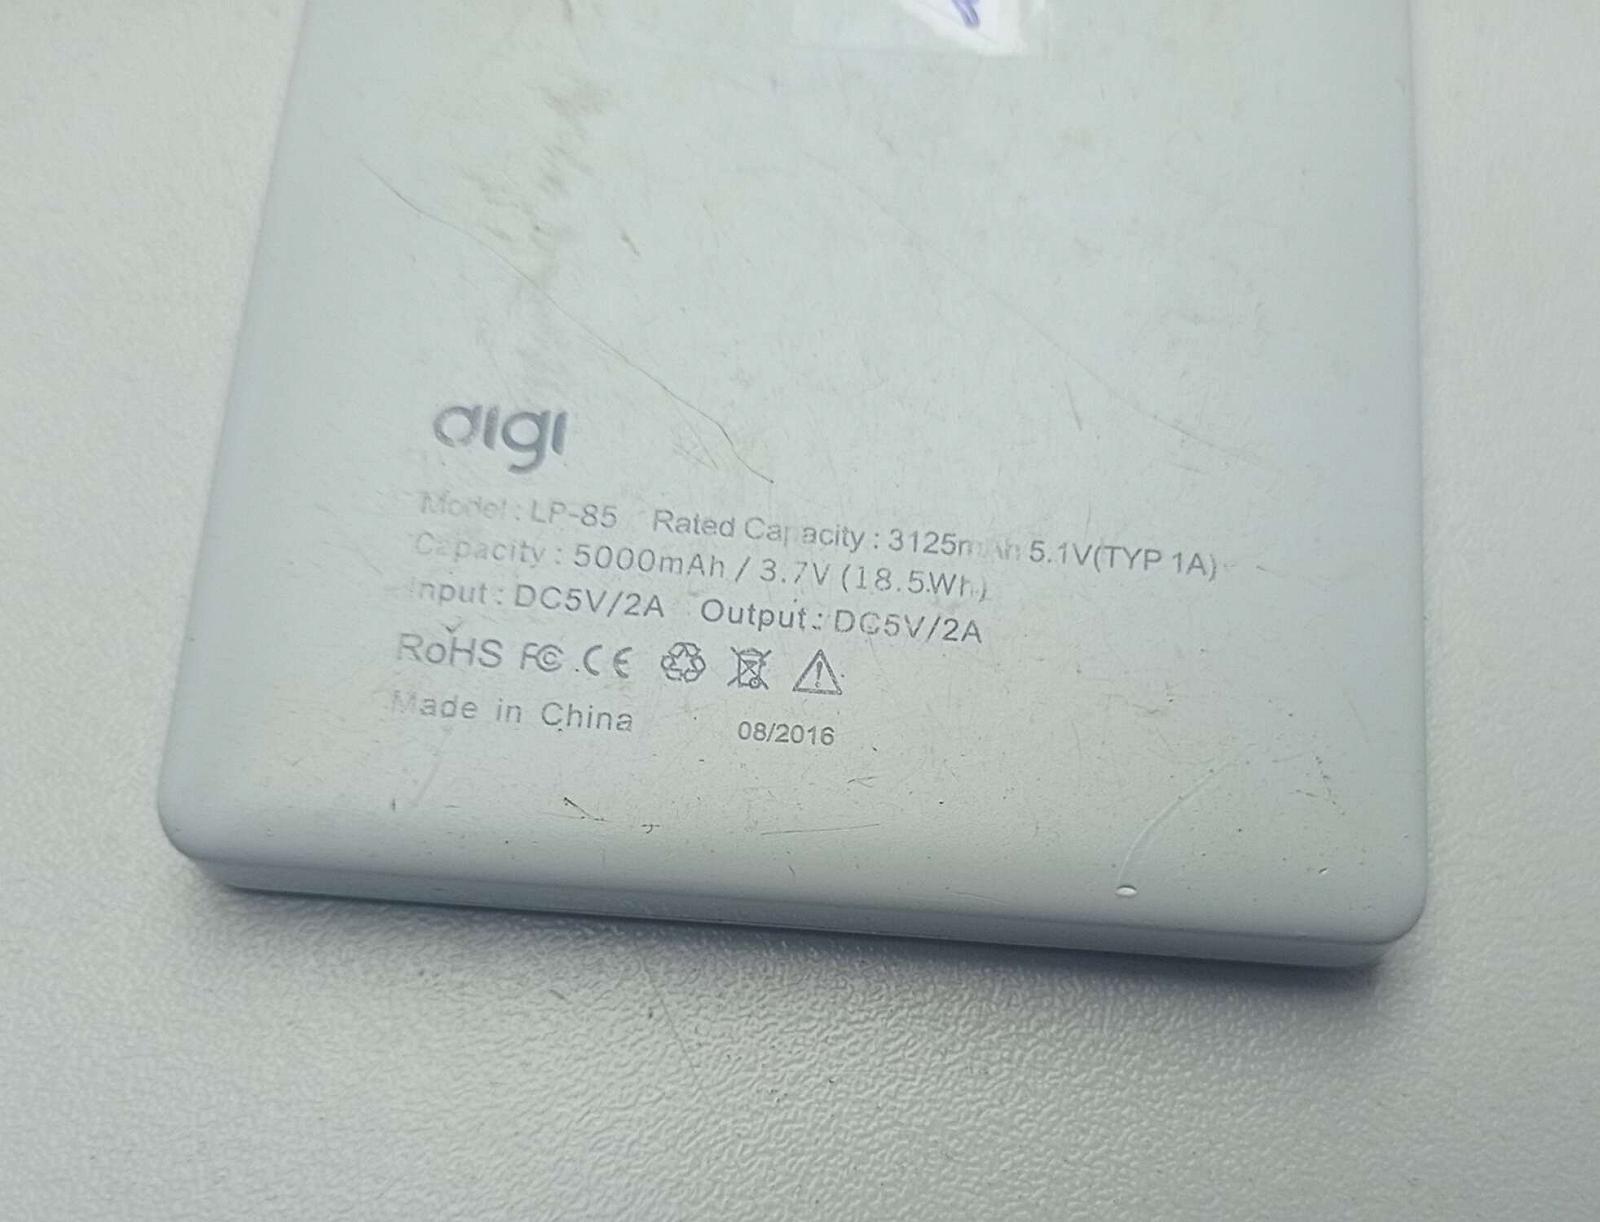 digi
Model : LP-85 Rated Capacity : 3125mAh 5.1V(TYP 1A)
Capacity : 5000mAh / 3.7V (18.5Wh)
Input : DC5V/2A Output : DC5V/2A
RoHS FC CE
Made in China 08/2016